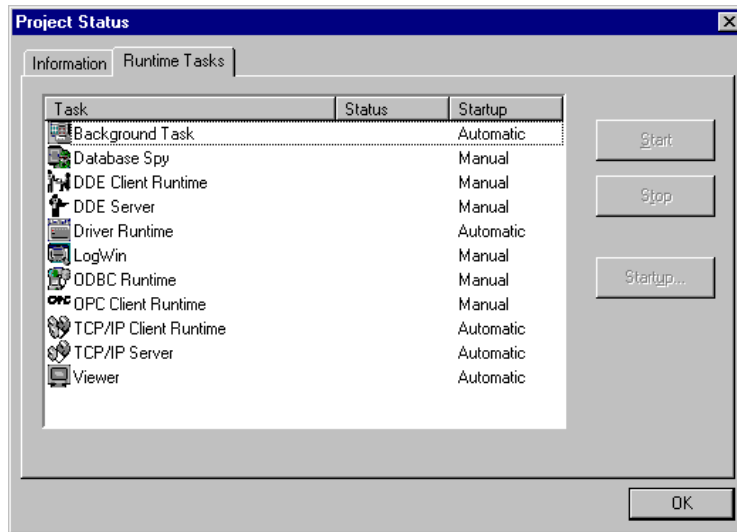 Project Status
Information Runtime Tasks
Task Status Startup
Background Task Automatic
Database Spy Manual
DDE Client Runtime Manual
DDE Server Manual
Driver Runtime Automatic
LogWin Manual
ODBC Runtime Manual
OPC OPC Client Runtime Manual
TCP/IP Client Runtime Automatic
TCP/IP Server Automatic
Viewer Automatic
Start
Stop
Startup...
OK